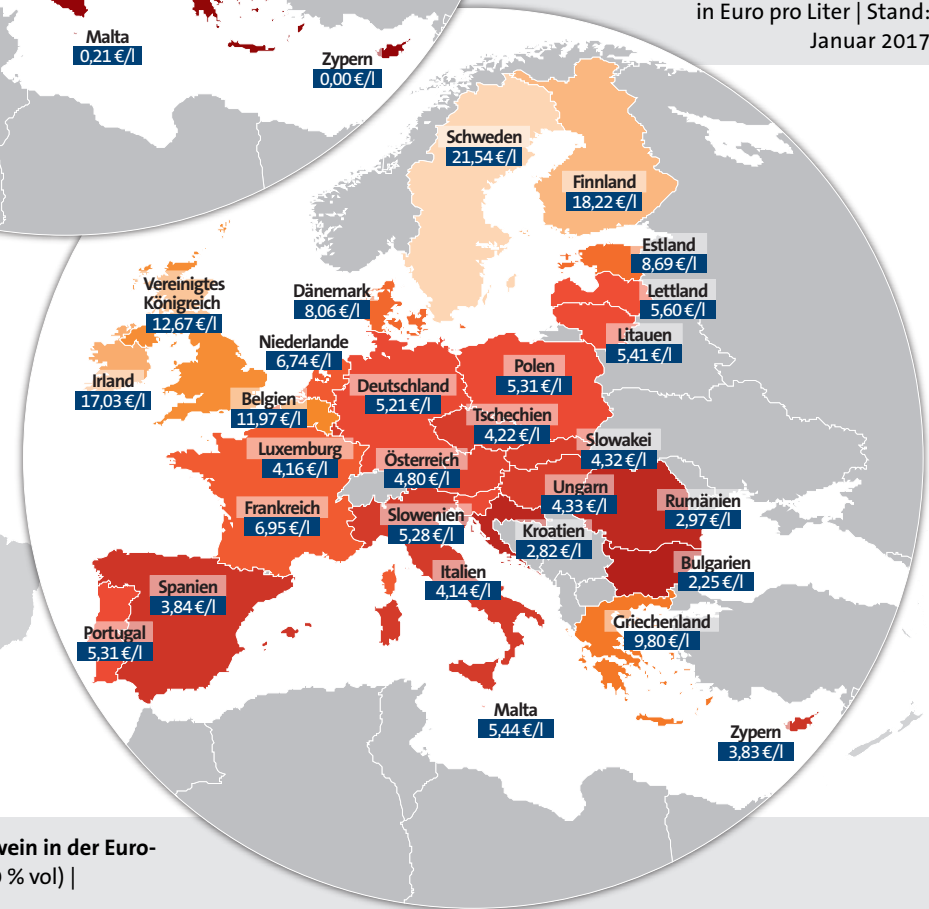 in Euro pro Liter | Stand:
Januar 2017
Malta
0,21 €/l
Zypern
0,00 €/l
Schweden
21,54 €/l
Finnland
18,22 €/l
Estland
8,69 €/l
Vereinigtes
Königreich
12,67 €/l
Dänemark
8,06 €/l
Lettland
5,60 €/l
Niederlande
6,74 €/l
Litauen
5,41 €/l
Irland
17,03 €/l
Belgien
11,97 €/l
Deutschland
5,21 €/l
Polen
5,31 €/l
Tschechien
4,22 €/l
Luxemburg
4,16 €/l
Österreich
4,80 €/l
Slowakei
4,32 €/l
Ungarn
4,33 €/l
Rumänien
2,97 €/l
Frankreich
6,95 €/l
Slowenien
5,28 €/l
Kroatien
2,82 €/l
Bulgarien
2,25 €/l
Italien
4,14 €/l
Spanien
3,84 €/l
Portugal
5,31 €/l
Griechenland
9,80 €/l
Malta
5,44 €/l
Zypern
3,83 €/l
in der Euro-
% vol) |